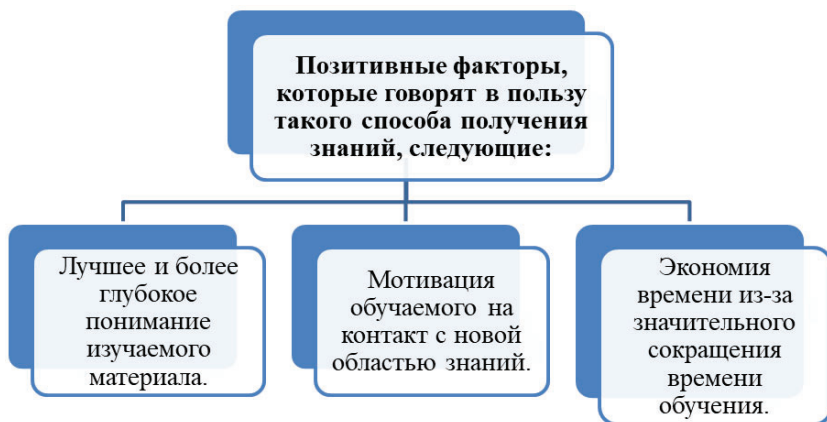 Позитивные факторы,
которые говорят в пользу
такого способа получения
знаний, следующие:
Лучшее и более
глубокое
понимание
изучаемого
материала.
Мотивация
обучаемого на
контакт с новой
областью знаний.
Экономия
времени из-за
значительного
сокращения
времени
обучения.